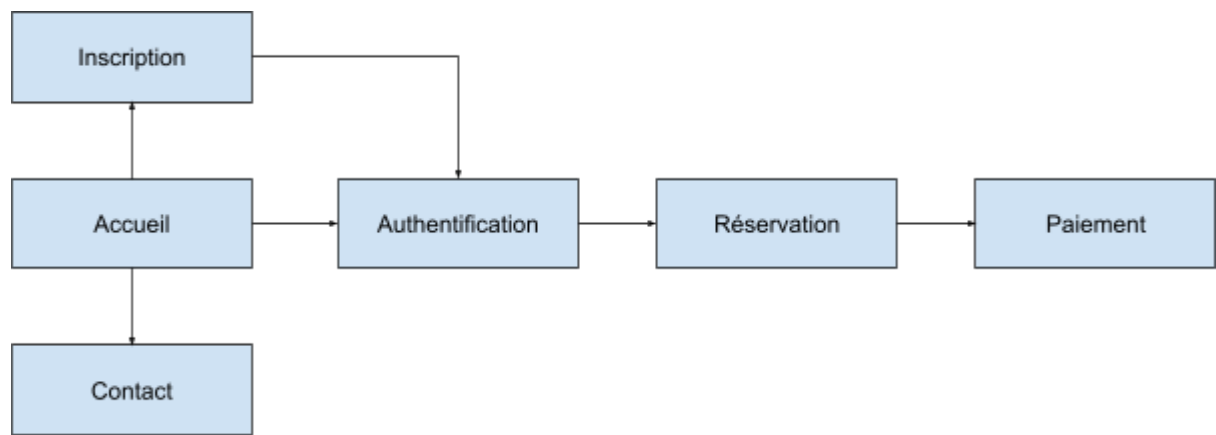 Inscription
Accueil
Authentification
Réservation
Paiement
Contact